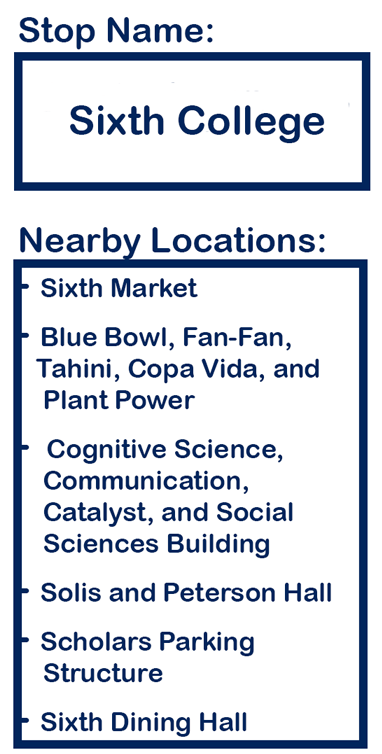 Stop Name:
Sixth College
Nearby Locations:
- Sixth Market
- Blue Bowl, Fan-Fan,
Tahini, Copa Vida, and
Plant Power
- Cognitive Science,
Communication,
Catalyst, and Social
Sciences Building
- Solis and Peterson Hall
- Scholars Parking
Structure
- Sixth Dining Hall